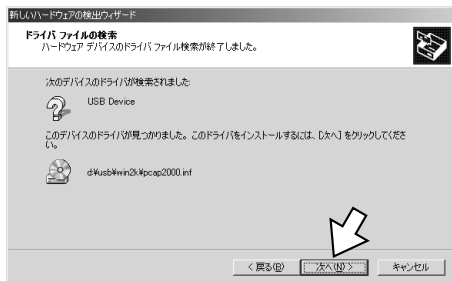 新しいハードウェアの検出ウィザード
ドライバ ファイルの検索
ハードウェア デバイスのドライバ ファイル検索が終了しました。
次のデバイスのドライバが検索されました:
USB Device
このデバイスのドライバが見つかりました。このドライバをインストールするには、[次へ] をクリックしてくださ
い。
d:¥usb¥win2k¥pcap2000.inf
< 戻る(B) 次へ(N) > キャンセル